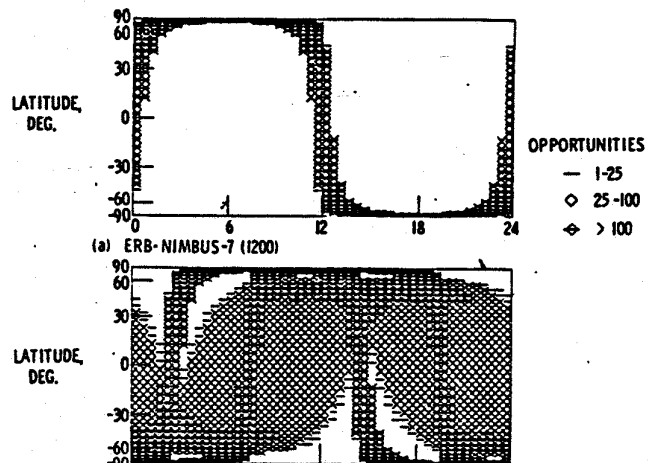 90
60
30
0
-30
-60
-90
LATITUDE,
DEG.
0 6 12 18 24
OPPORTUNITIES
— 1-25
◇ 25-100
> 100
(a) ERB-NIMBUS-7 (1200)
90
60
30
0
-30
-60
-90
LATITUDE,
DEG.